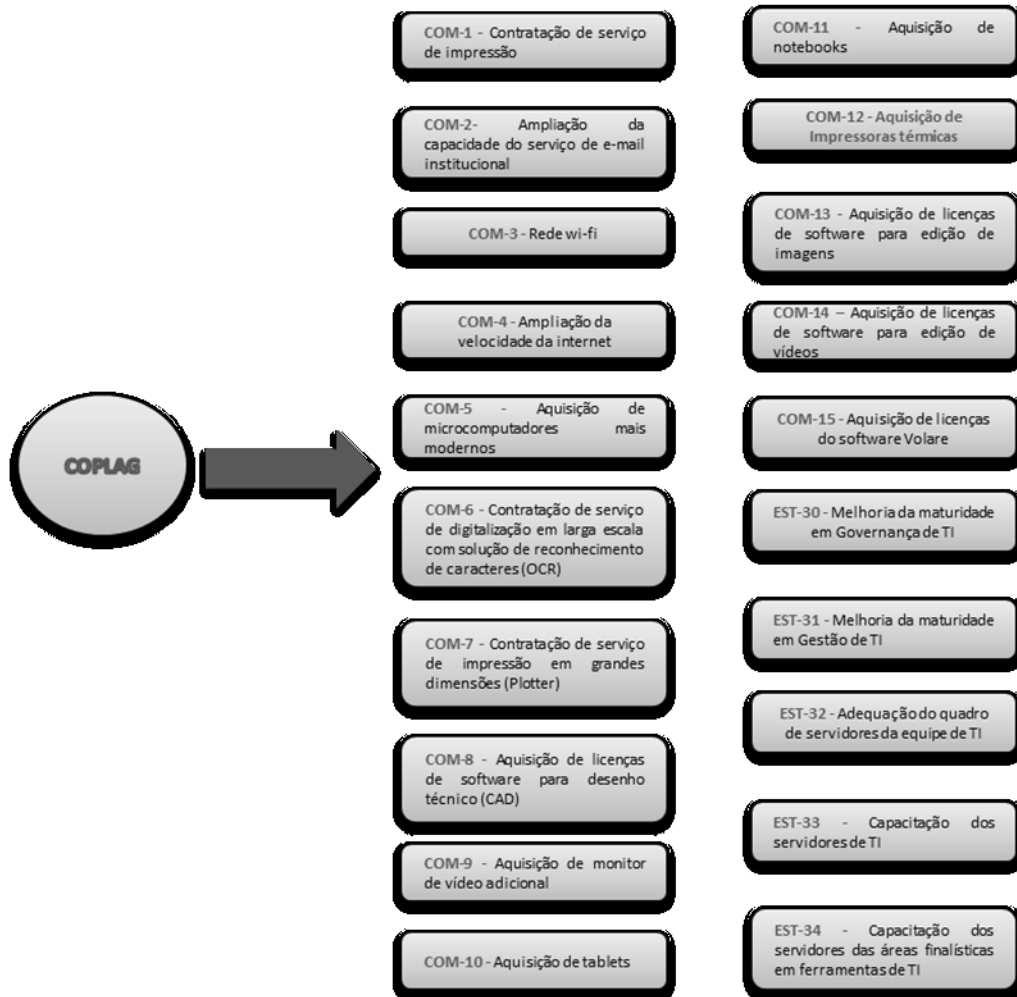 COPLAG
COM-1 - Contratação de serviço
de impressão
COM-2- Ampliação da
capacidade do serviço de e-mail
institucional
COM-3 - Rede wi-fi
COM-4 - Ampliação da
velocidade da internet
COM-5 - Aquisição de
microcomputadores mais
modernos
COM-6 - Contratação de serviço
de digitalização em larga escala
com solução de reconhecimento
de caracteres (OCR)
COM-7 - Contratação de serviço
de impressão em grandes
dimensões (Plotter)
COM-8 - Aquisição de licenças
de software para desenho
técnico (CAD)
COM-9 - Aquisição de monitor
de vídeo adicional
COM-10 - Aquisição de tablets
COM-11 - Aquisição de
notebooks
COM-12 - Aquisição de
Impressoras térmicas
COM-13 - Aquisição de licenças
de software para edição de
imagens
COM-14 – Aquisição de licenças
de software para edição de
vídeos
COM-15 - Aquisição de licenças
do software Volare
EST-30 - Melhoria da maturidade
em Governança de TI
EST-31 - Melhoria da maturidade
em Gestão de TI
EST-32 - Adequação do quadro
de servidores da equipe de TI
EST-33 - Capacitação dos
servidores de TI
EST-34 - Capacitação dos
servidores das áreas finalísticas
em ferramentas de TI